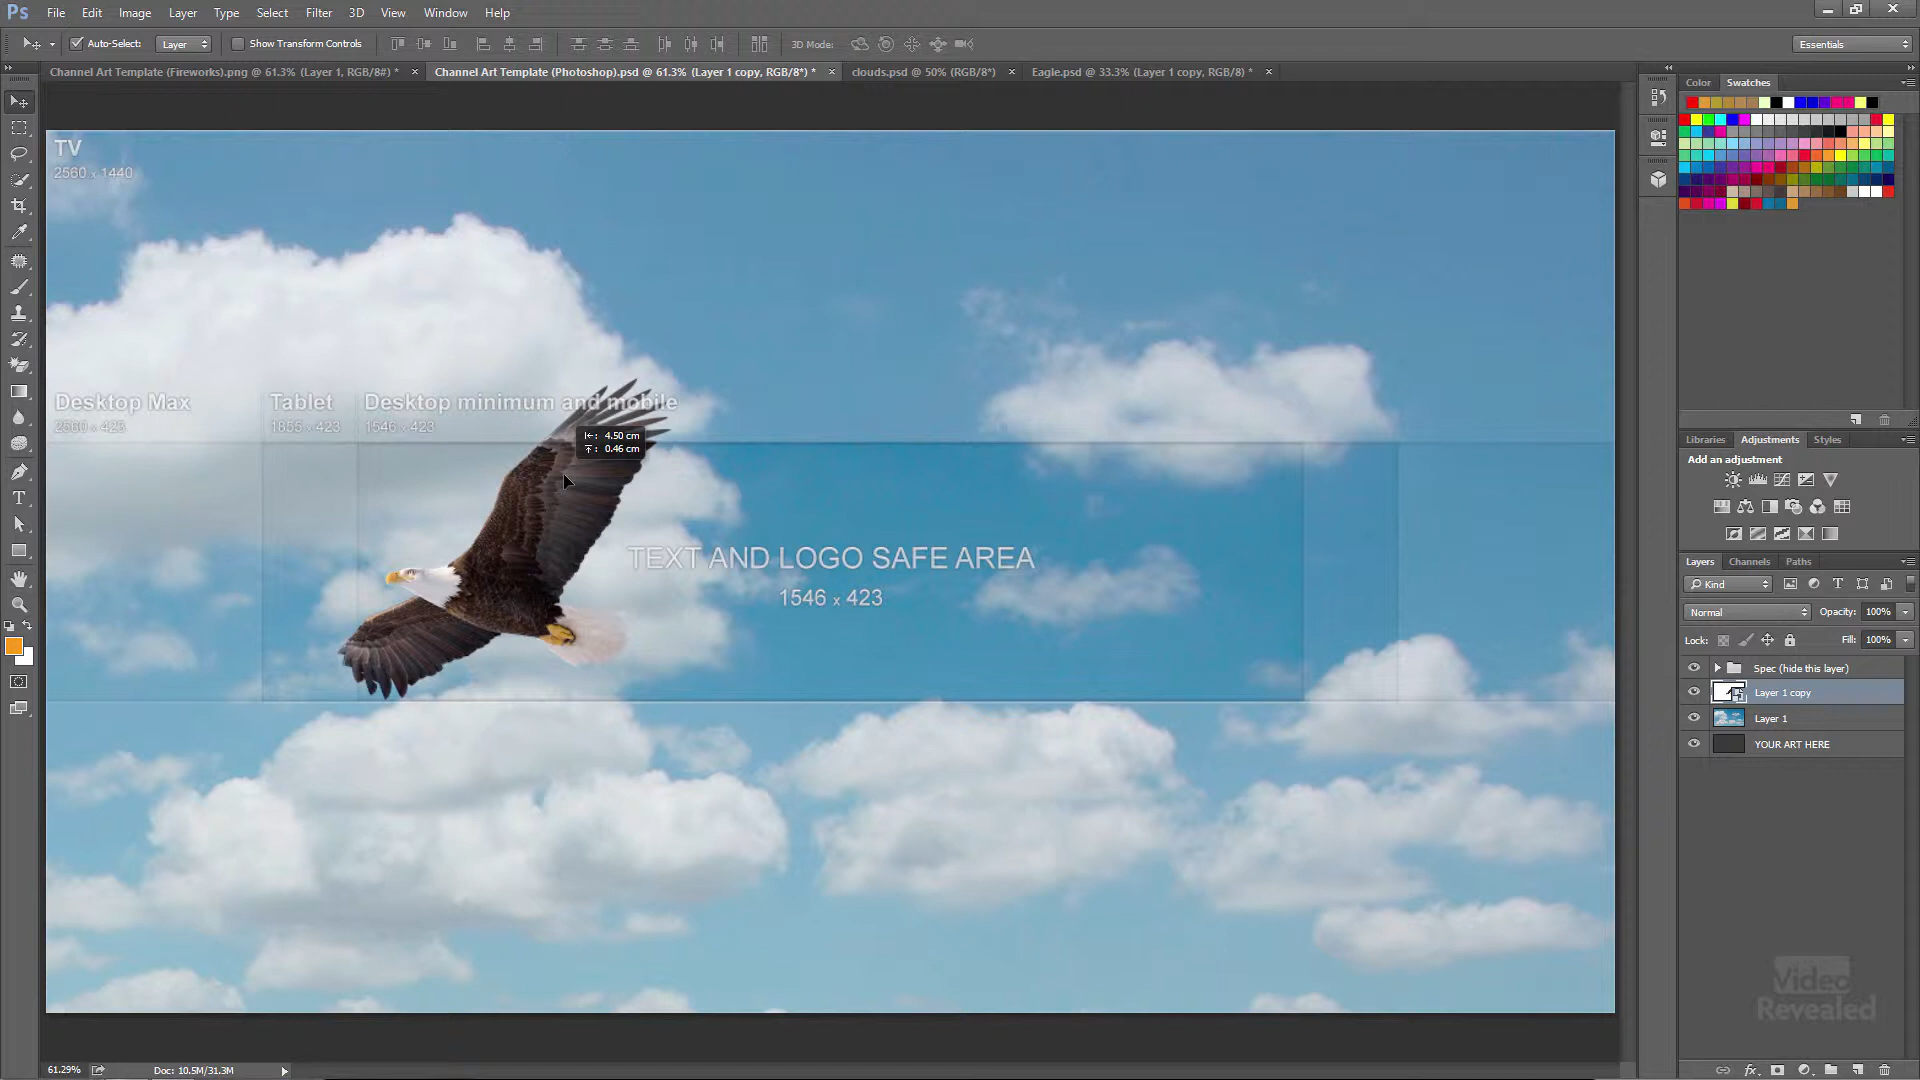 Ps File Edit Image Layer Type Select Filter 3D View Window Help
Auto-Select: Layer Show Transform Controls 3D Mode: Essentials
Channel Art Template (Fireworks).png @ 61.3% (Layer 1, RGB/8#) * × Channel Art Template (Photoshop).psd @ 61.3% (Layer 1 copy, RGB/8*) * × clouds.psd @ 50% (RGB/8*) × Eagle.psd @ 33.3% (Layer 1 copy, RGB/8) * ×
Color Swatches
TV
2560 x 1440
Desktop Max Tablet Desktop minimum and mobile
2560 x 423 1855 x 423 1546 x 423
4.50 cm
0.46 cm
TEXT AND LOGO SAFE AREA
1546 x 423
Libraries Adjustments Styles
Add an adjustment
Layers Channels Paths
Kind
Normal Opacity: 100%
Lock: Fill: 100%
Spec (hide this layer)
Layer 1 copy
Layer 1
YOUR ART HERE
Video
Revealed
61.29% Doc: 10.5M/31.3M
fx